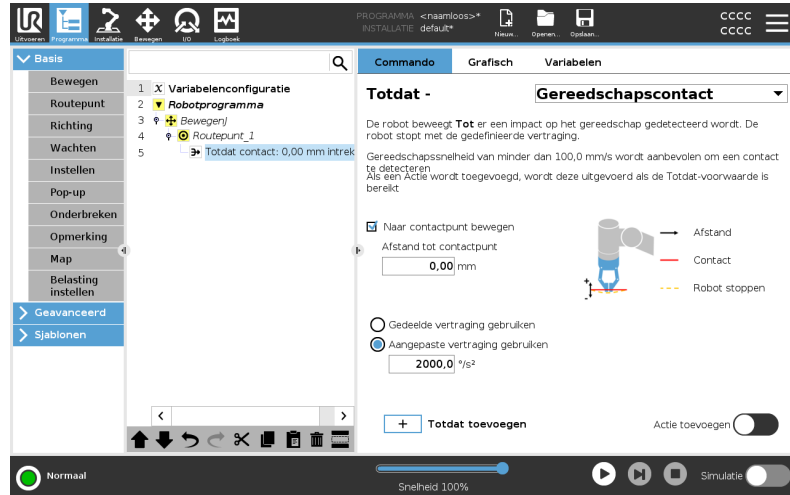 PROGRAMMA <naamloos>*
INSTALLATIE default*
UR
Uitvoeren
Programma
Installatie
Bewegen
I/O
Logboek
Nieuw...
Openen...
Opslaan...
cccc
cccc
Basis
Bewegen
Routepunt
Richting
Wachten
Instellen
Pop-up
Onderbreken
Opmerking
Map
Belasting
instellen
Geavanceerd
Sjablonen
1 X Variabelenconfiguratie
2 Robotprogramma
3 BewegenJ
4 Routepunt_1
5 Totdat contact: 0,00 mm intrek
Commando
Grafisch
Variabelen
Totdat -
Gereedschapscontact
De robot beweegt Tot er een impact op het gereedschap gedetecteerd wordt. De
robot stopt met de gedefinieerde vertraging.
Gereedschapssnelheid van minder dan 100,0 mm/s wordt aanbevolen om een contact
te detecteren
Als een Actie wordt toegevoegd, wordt deze uitgevoerd als de Totdat-voorwaarde is
bereikt
Naar contactpunt bewegen
Afstand tot contactpunt
0,00 mm
Afstand
Contact
Robot stoppen
+
-
Gedeelde vertraging gebruiken
Aangepaste vertraging gebruiken
2000,0 °/s²
+ Totdat toevoegen
Actie toevoegen
Normaal
Snelheid 100%
Simulatie